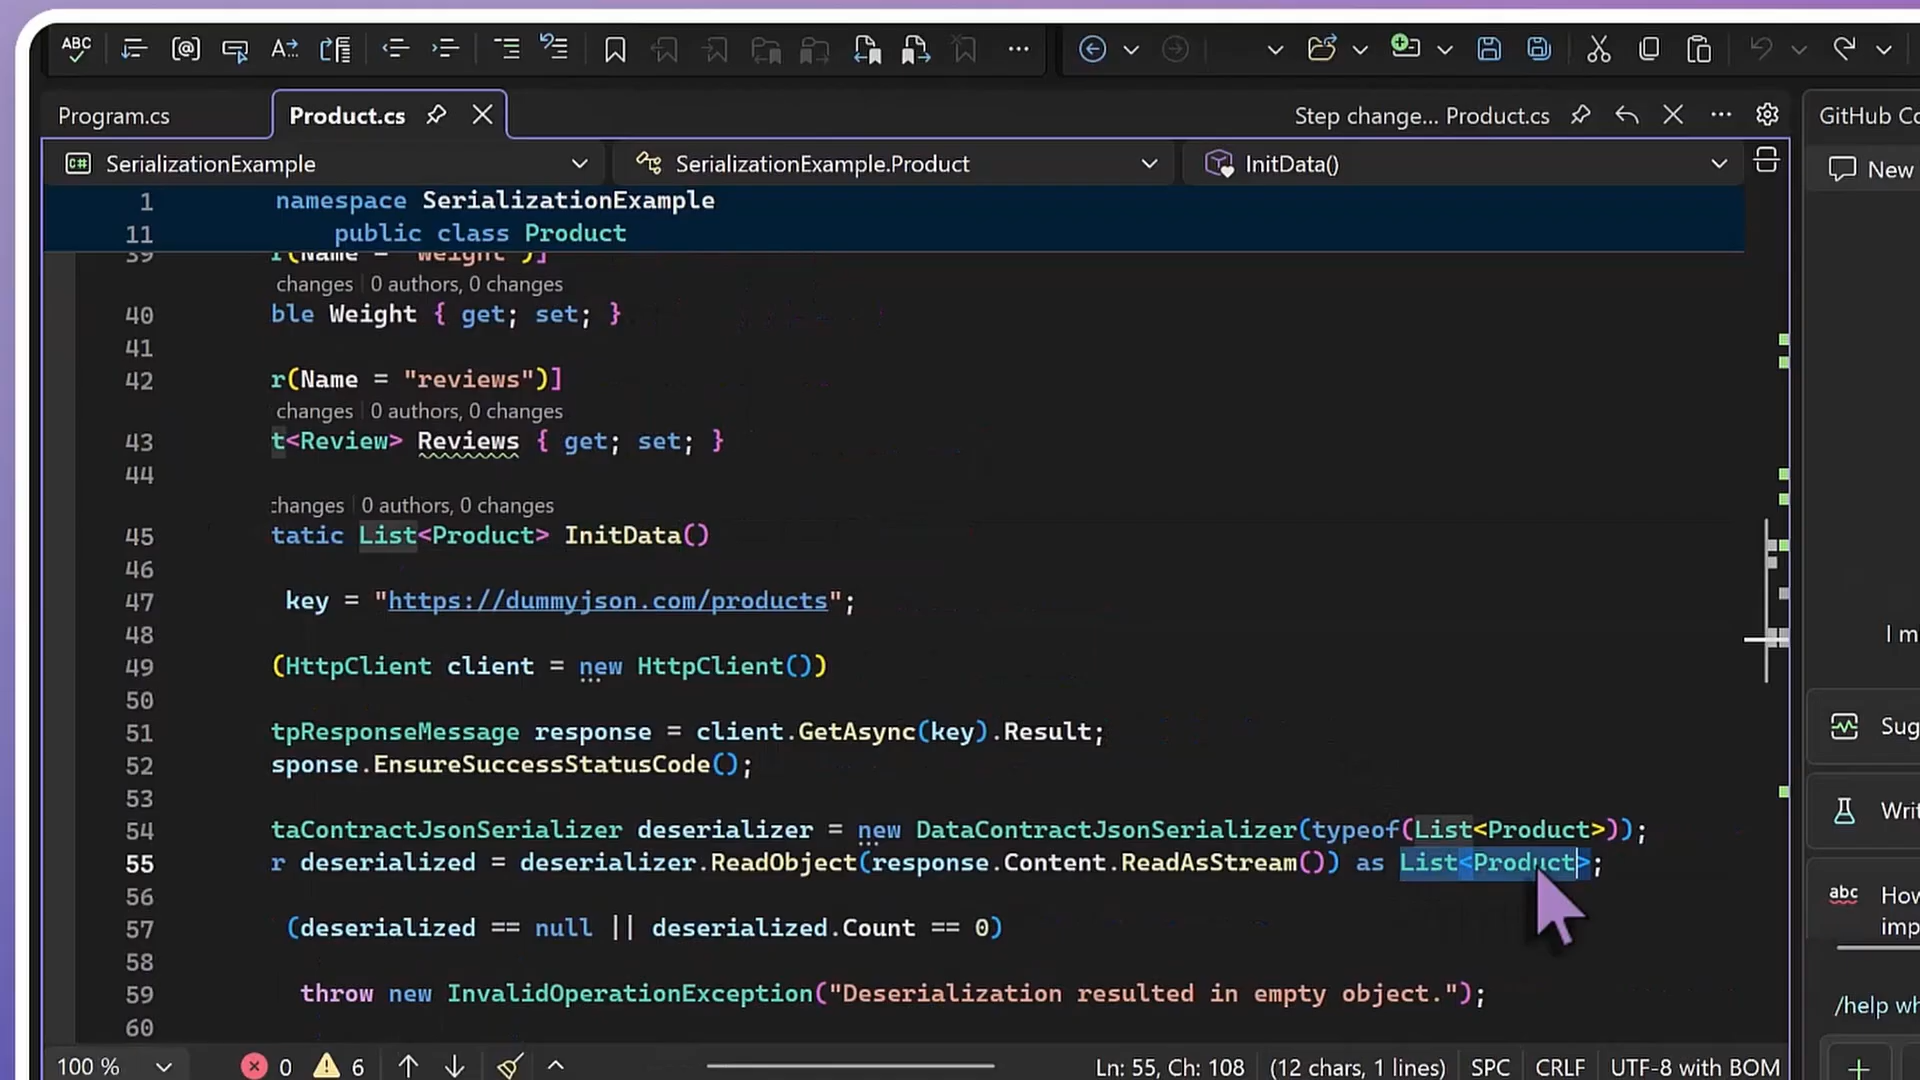 ABC
Program.cs
Product.cs
Step change... Product.cs
GitHub Co
C# SerializationExample
SerializationExample.Product
InitData()
New
1 namespace SerializationExample
11 public class Product
39 r(Name = "weight")]
changes | 0 authors, 0 changes
40 ble Weight { get; set; }
41
42 r(Name = "reviews")]
changes | 0 authors, 0 changes
43 t<Review> Reviews { get; set; }
44
changes | 0 authors, 0 changes
45 tatic List<Product> InitData()
46
47 key = "https://dummyjson.com/products";
48
49 (HttpClient client = new HttpClient())
50
51 tpResponseMessage response = client.GetAsync(key).Result;
52 sponse.EnsureSuccessStatusCode();
53
54 taContractJsonSerializer deserializer = new DataContractJsonSerializer(typeof(List<Product>));
55 r deserialized = deserializer.ReadObject(response.Content.ReadAsStream()) as List<Product>;
56
57 (deserialized == null || deserialized.Count == 0)
58
59 throw new InvalidOperationException("Deserialization resulted in empty object.");
60
I m
Sug
Writ
abc How
imp
/help wh
100 %
0
6
Ln: 55, Ch: 108
(12 chars, 1 lines)
SPC
CRLF
UTF-8 with BOM